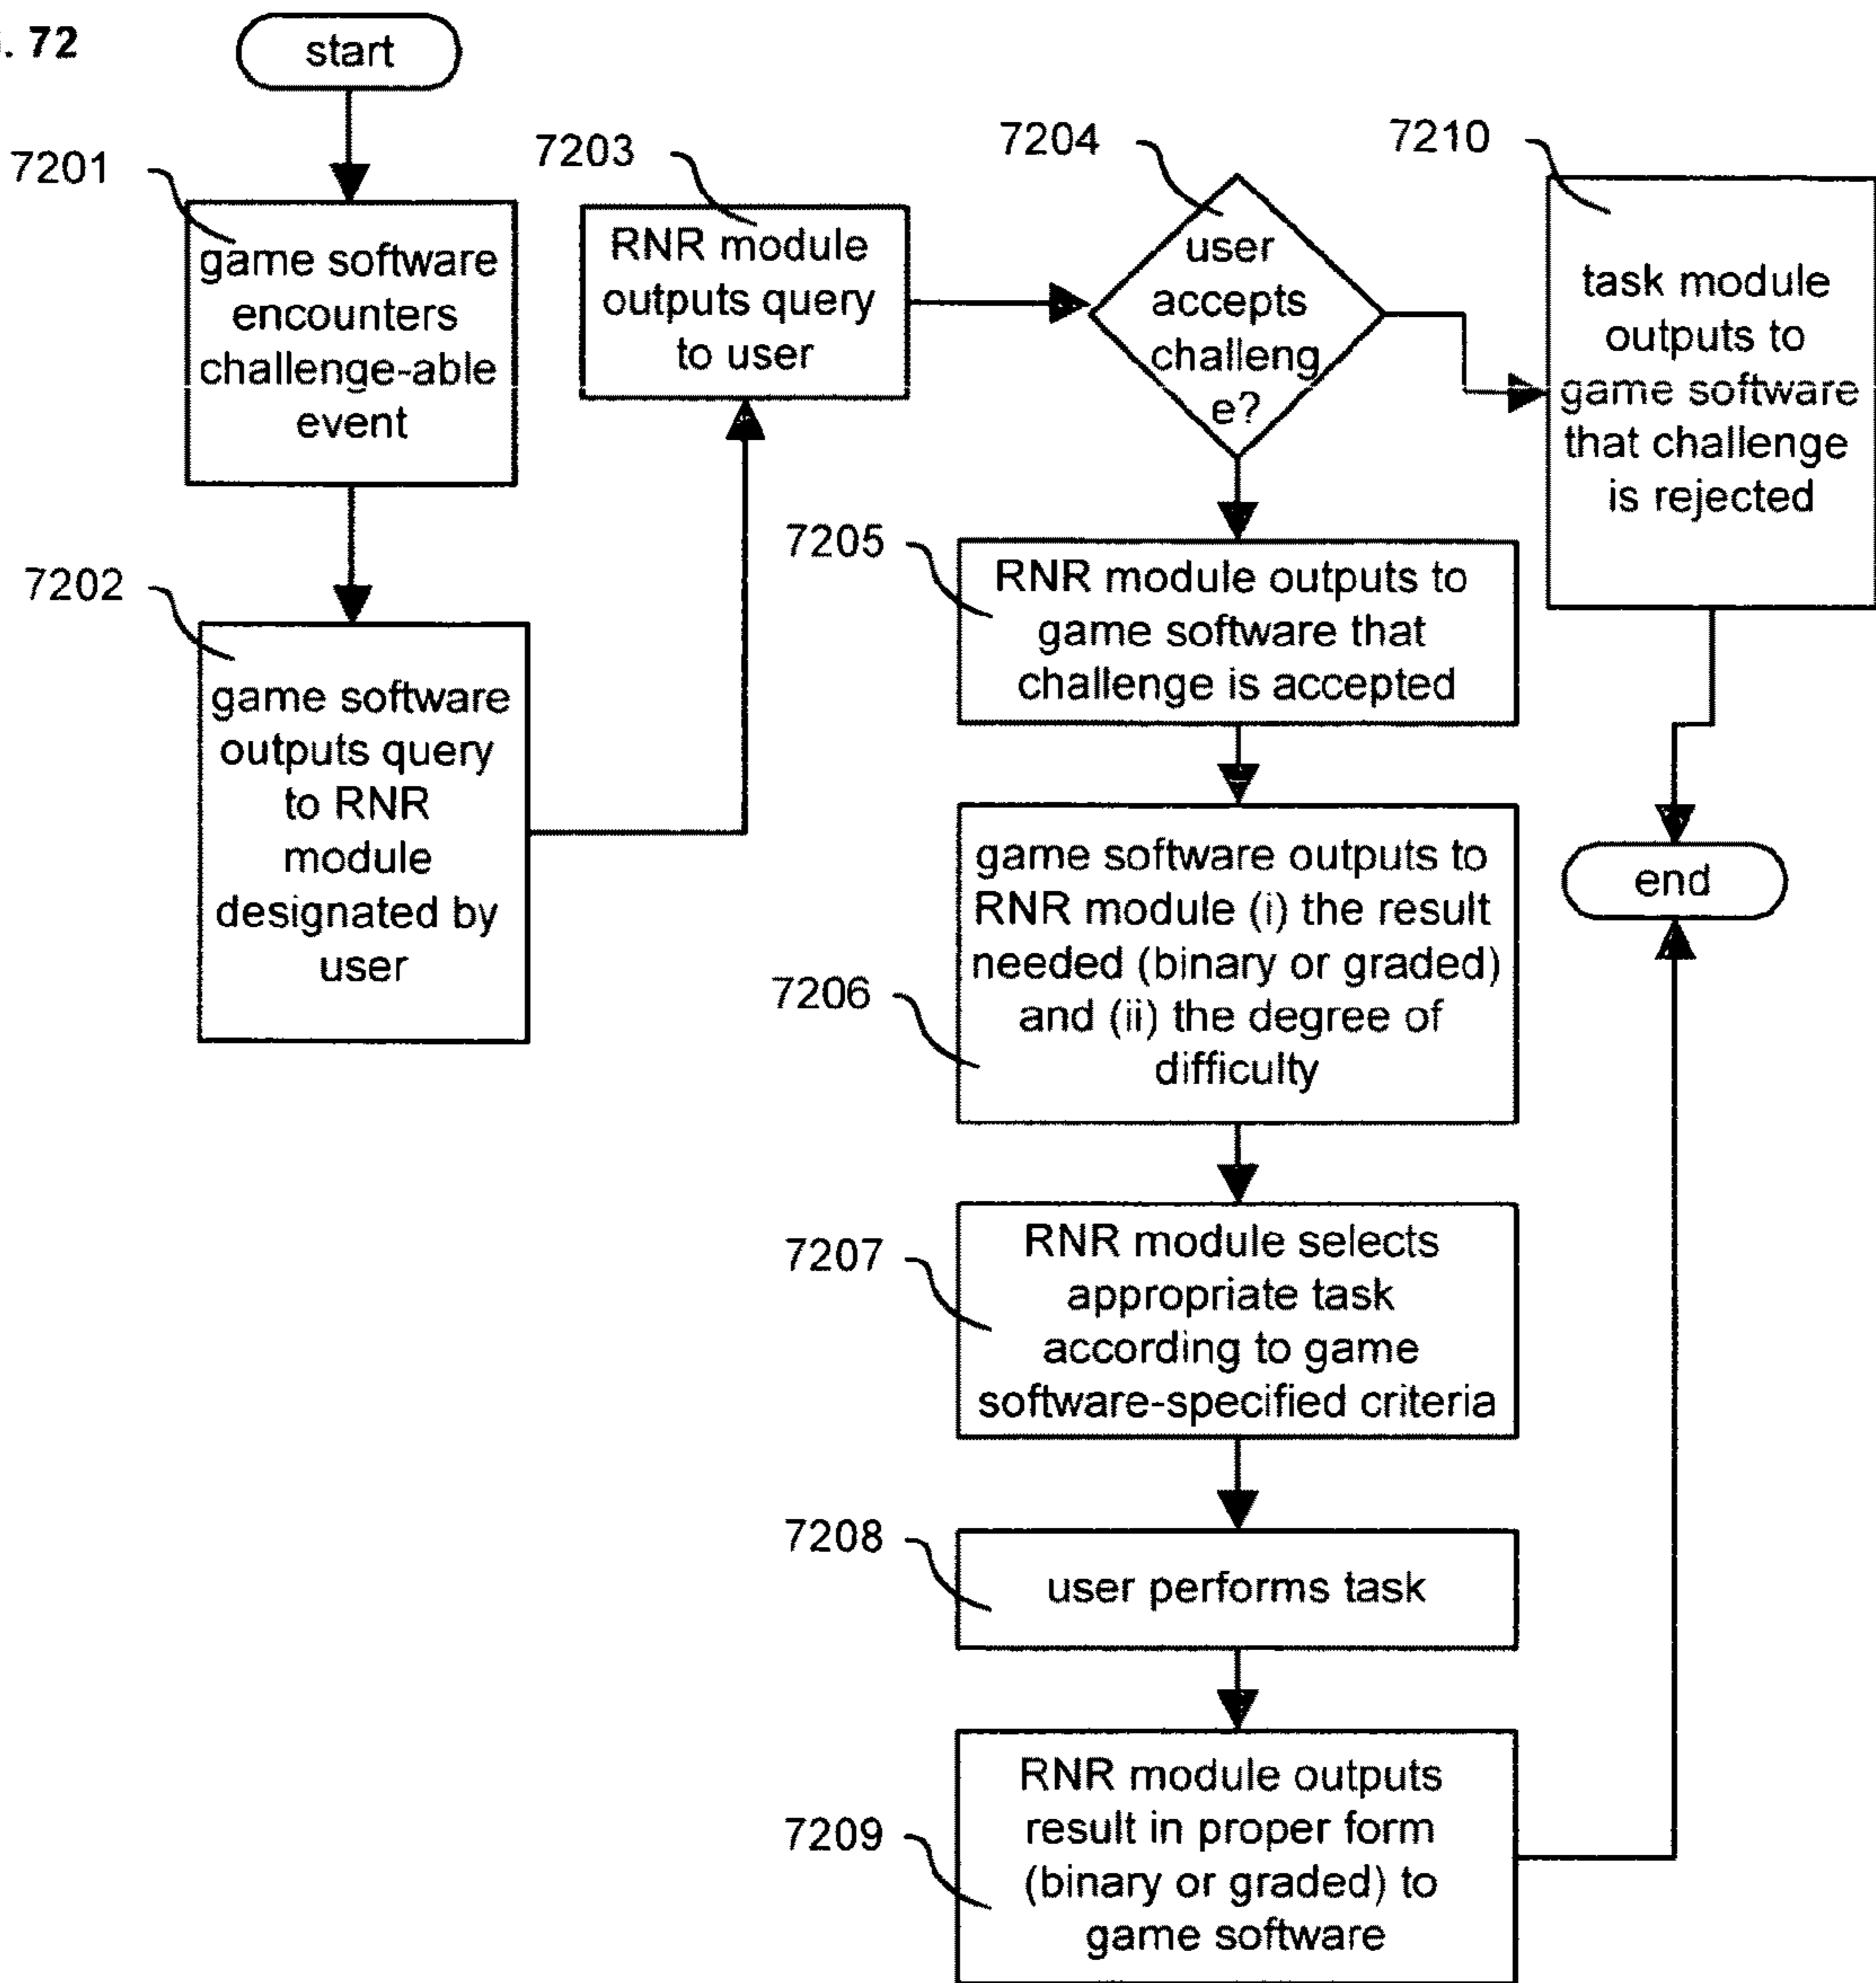 . 72
start
7201
game software
encounters
challenge-able
event
7202
game software
outputs query
to RNR
module
designated by
user
7203
RNR module
outputs query
to user
7204
user
accepts
challeng
e?
7205
RNR module outputs to
game software that
challenge is accepted
7206
game software outputs to
RNR module (i) the result
needed (binary or graded)
and (ii) the degree of
difficulty
7207
RNR module selects
appropriate task
according to game
software-specified criteria
7208
user performs task
7209
RNR module outputs
result in proper form
(binary or graded) to
game software
7210
task module
outputs to
game software
that challenge
is rejected
end